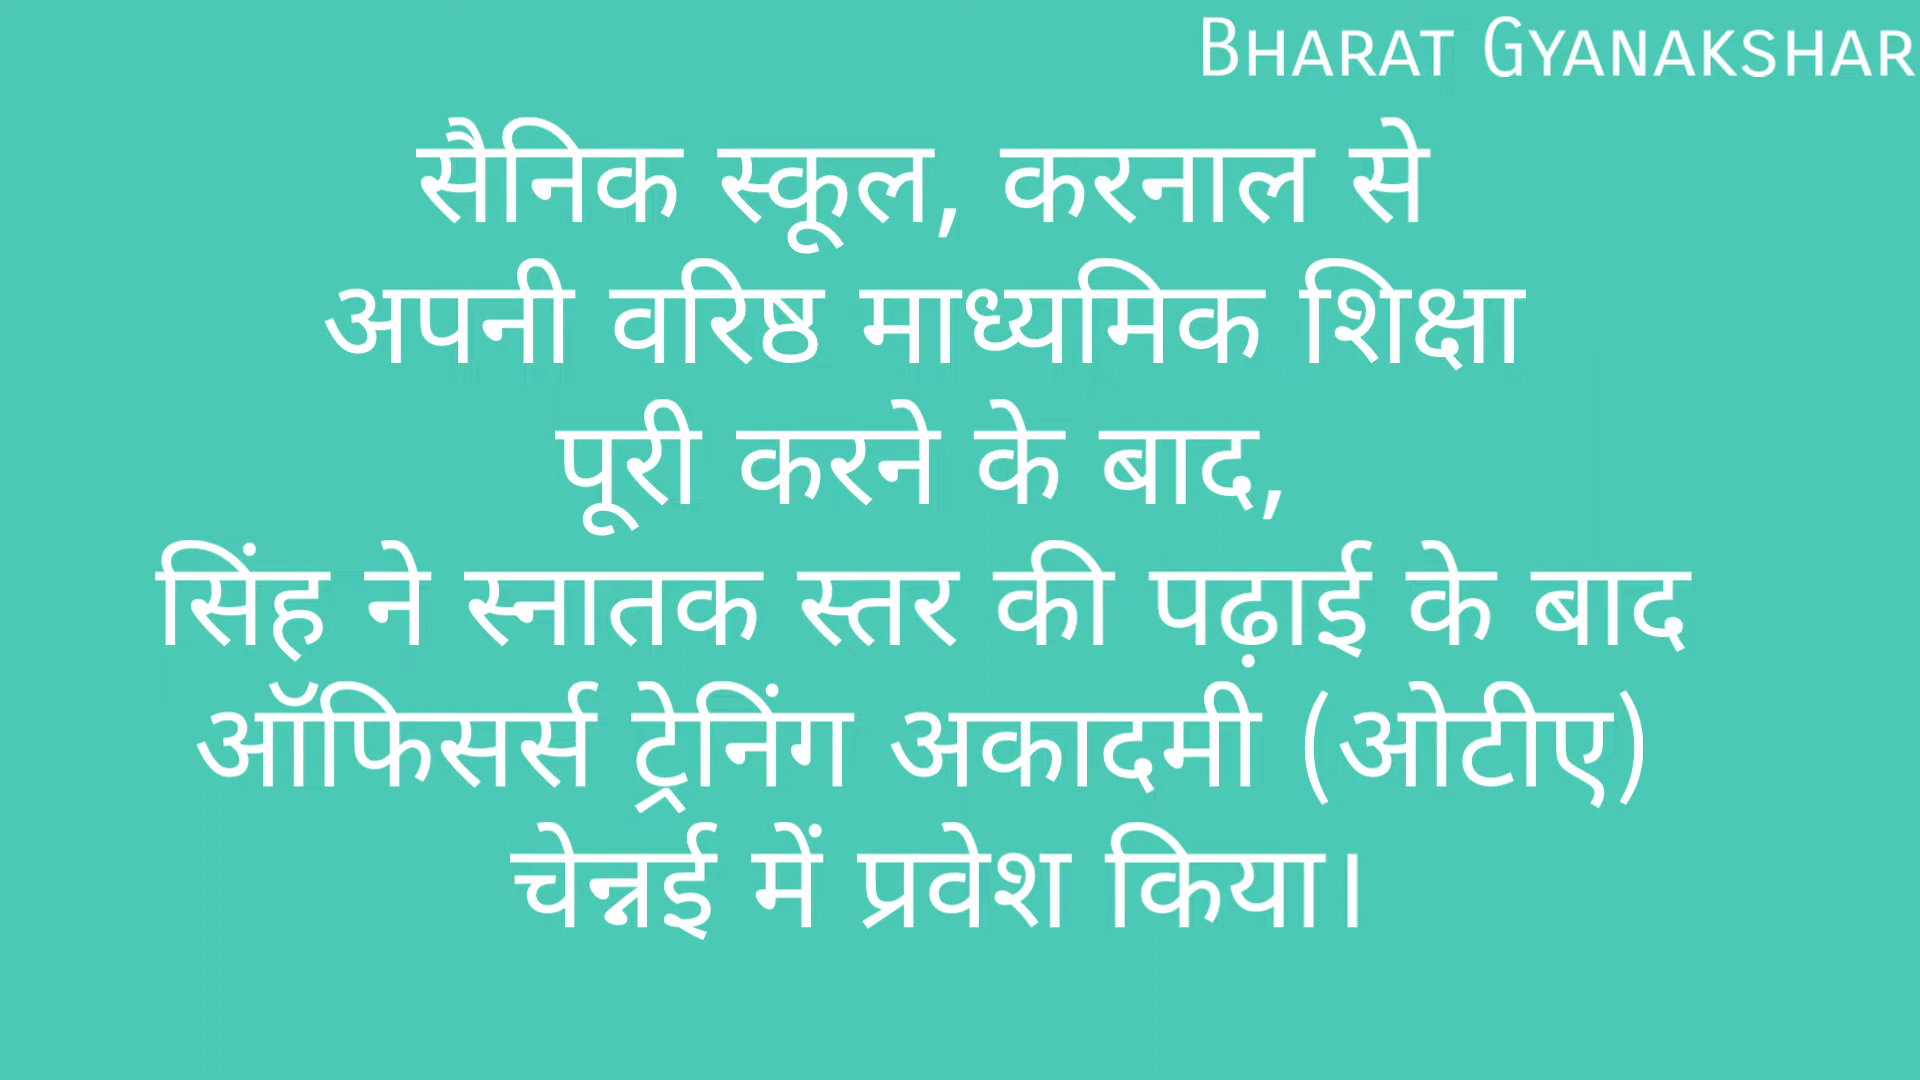 Bharat Gyanakshar
सैनिक स्कूल, करनाल से
अपनी वरिष्ठ माध्यमिक शिक्षा
पूरी करने के बाद,
सिंह ने स्नातक स्तर की पढ़ाई के बाद
ऑफिसर्स ट्रेनिंग अकादमी (ओटीए)
चेन्नई में प्रवेश किया।